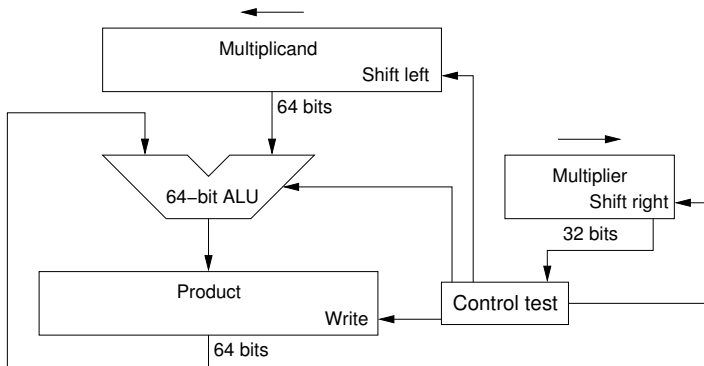 Multiplicand
Shift left
64 bits
64-bit ALU
Multiplier
Shift right
32 bits
Product
Write
Control test
64 bits